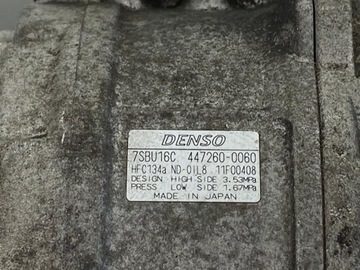 DENSO
7SBU16C 447260-0060
HFC134a ND-OIL8 11F00408
DESIGN HIGH SIDE 3.53MPa
PRESS LOW SIDE 1.67MPa
MADE IN JAPAN